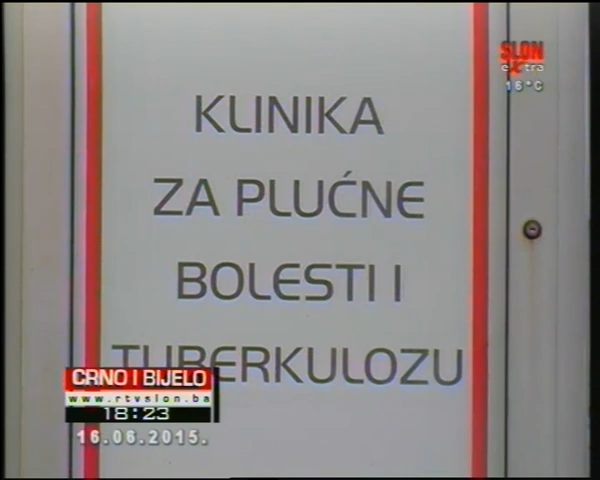 SLON
extra
16°C
KLINIKA
ZA PLUĆNE
BOLESTI I
TUBERKULOZU
CRNO I BIJELO
www.rtvslon.ba
18:23
16.06.2015.